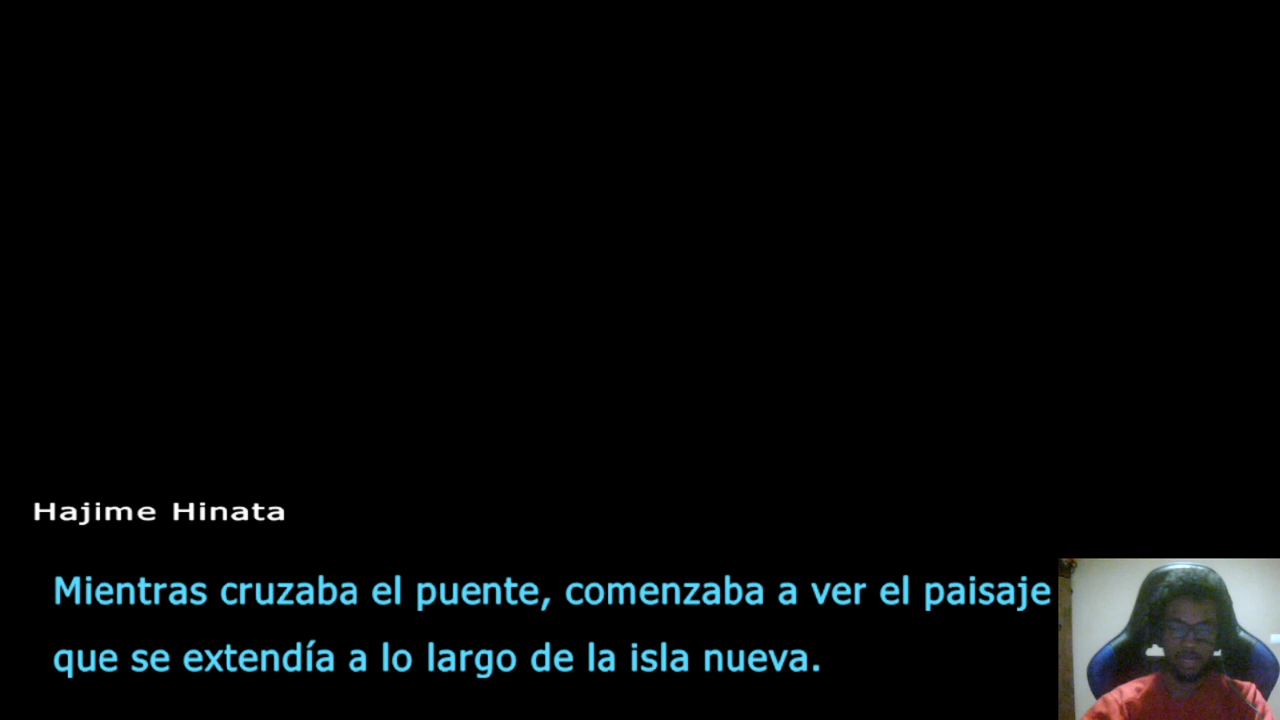 Hajime Hinata
Mientras cruzaba el puente, comenzaba a ver el paisaje
que se extendía a lo largo de la isla nueva.